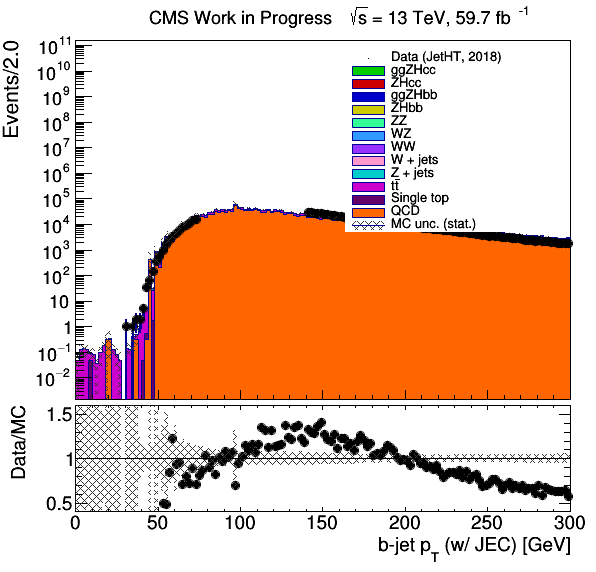 CMS Work in Progress √s = 13 TeV, 59.7 fb⁻¹
Events/2.0
10¹¹
10¹⁰
10⁹
10⁸
10⁷
10⁶
10⁵
10⁴
10³
10²
10
1
10⁻¹
10⁻²
Data (JetHT, 2018)
ggZHcc
ZHcc
ggZHbb
ZHbb
ZZ
WZ
WW
W + jets
Z + jets
tt̄
Single top
QCD
MC unc. (stat.)
Data/MC
1.5
1
0.5
0 50 100 150 200 250 300
b-jet p_T (w/ JEC) [GeV]